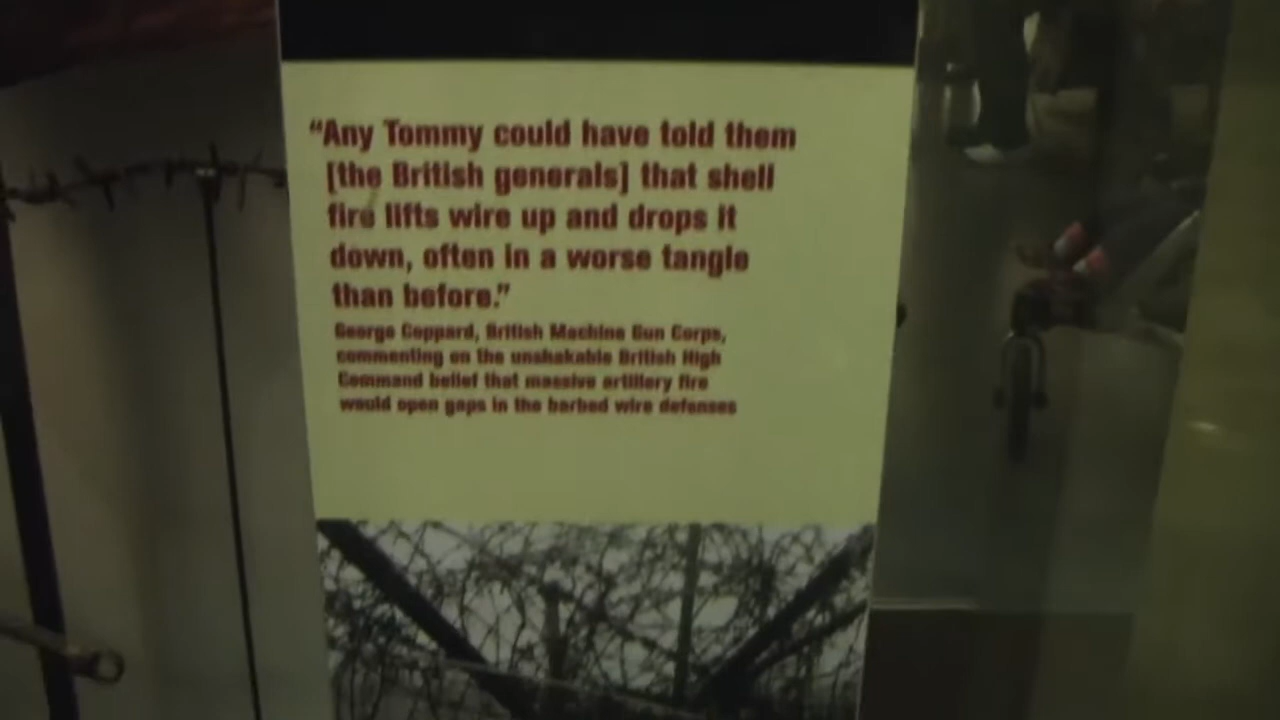 “Any Tommy could have told them
[the British generals] that shell
fire lifts wire up and drops it
down, often in a worse tangle
than before.”
George Coppard, British Machine Gun Corps,
commenting on the unshakable British High
Command belief that massive artillery fire
would open gaps in the barbed wire defenses